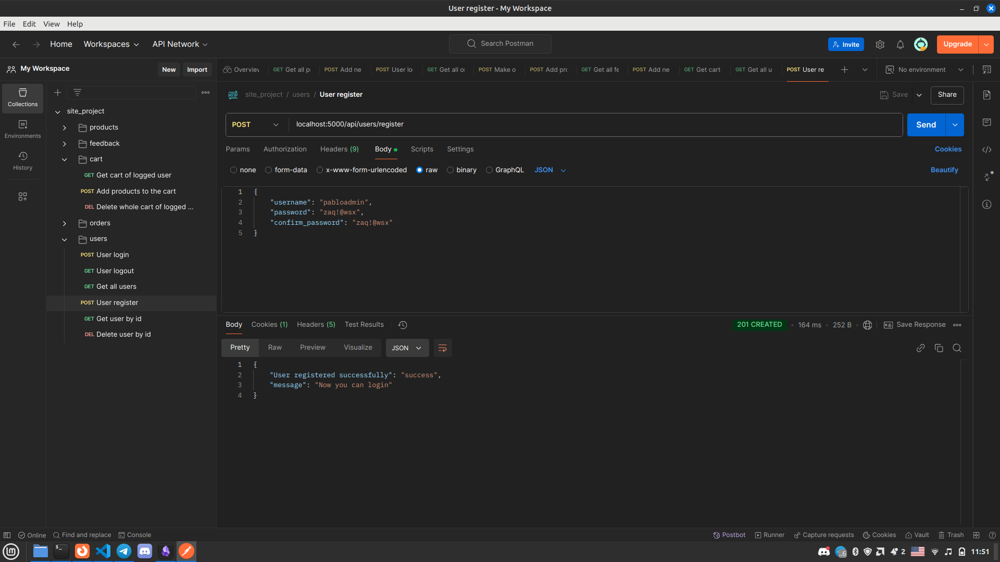 User register - My Workspace
File Edit View Help
Home Workspaces API Network Search Postman Invite Upgrade
My Workspace New Import
Overview GET Get all p POST Add ne POST User lo GET Get all o POST Make o POST Add pro GET Get all fe POST Add ne GET Get cart GET Get all u POST User re No environment
Collections
Environments
History
site_project
products
feedback
cart
GET Get cart of logged user
POST Add products to the cart
DEL Delete whole cart of logged ...
orders
users
POST User login
GET User logout
GET Get all users
POST User register
GET Get user by id
DEL Delete user by id
HTTP site_project / users / User register Save Share
POST localhost:5000/api/users/register Send
Params Authorization Headers (9) Body Scripts Settings Cookies
none form-data x-www-form-urlencoded raw binary GraphQL JSON Beautify
1 {
2 "username": "pabloadmin",
3 "password": "zaq!@wsx",
4 "confirm_password": "zaq!@wsx"
5 }
Body Cookies (1) Headers (5) Test Results 201 CREATED 164 ms 252 B e.g. Save Response
Pretty Raw Preview Visualize JSON
1 {
2 "User registered successfully": "success",
3 "message": "Now you can login"
4 }
Online Find and replace Console Postbot Runner Capture requests Cookies Vault Trash
$_ ..6 2 11:51